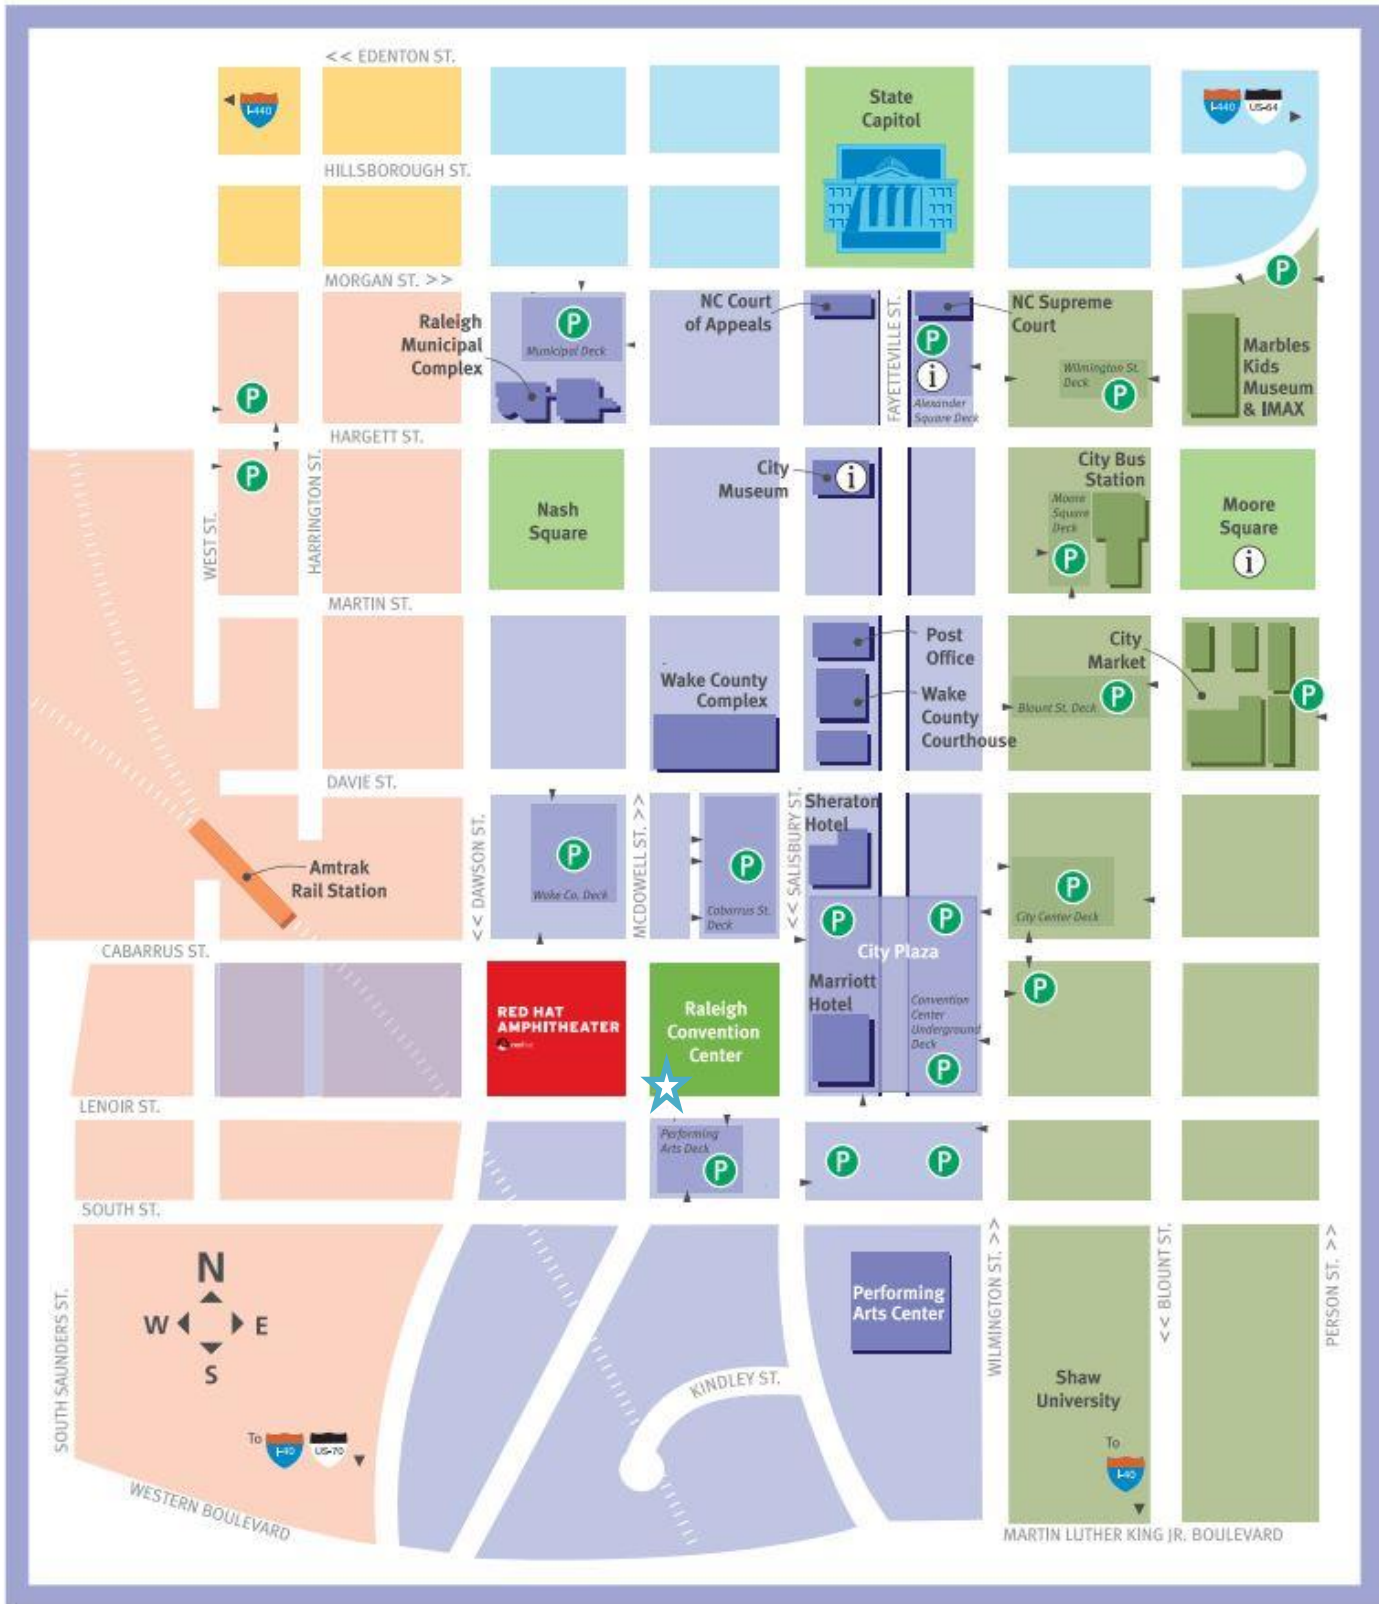 << EDENTON ST.
I-440
State
Capitol
I-440
US-64
HILLSBOROUGH ST.
MORGAN ST. >>
P
Raleigh
Municipal
Complex
P
Municipal Deck
NC Court
of Appeals
FAYETTEVILLE ST.
NC Supreme
Court
P
i
Alexander
Square Deck
Wilmington St.
Deck
P
Marbles
Kids
Museum
& IMAX
P
HARGETT ST.
P
WEST ST.
HARRINGTON ST.
Nash
Square
City
Museum
i
City Bus
Station
Moore
Square
Deck
P
Moore
Square
i
MARTIN ST.
Wake County
Complex
Post
Office
Wake
County
Courthouse
Blount St. Deck
P
City
Market
P
DAVIE ST.
Amtrak
Rail Station
<< DAWSON ST.
P
Wake Co. Deck
MCDOWELL ST. >>
P
Cabarrus St.
Deck
<< SALISBURY ST.
Sheraton
Hotel
P
P
City Plaza
P
City Center Deck
CABARRUS ST.
RED HAT
AMPHITHEATER
Raleigh
Convention
Center
Marriott
Hotel
Convention
Center
Underground
Deck
P
P
LENOIR ST.
Performing
Arts Deck
P
P
P
SOUTH ST.
N
W
E
S
SOUTH SAUNDERS ST.
To
I-40
US-70
WESTERN BOULEVARD
KINDLEY ST.
Performing
Arts Center
WILMINGTON ST. >>
Shaw
University
To
I-40
<< BLOUNT ST.
PERSON ST. >>
MARTIN LUTHER KING JR. BOULEVARD